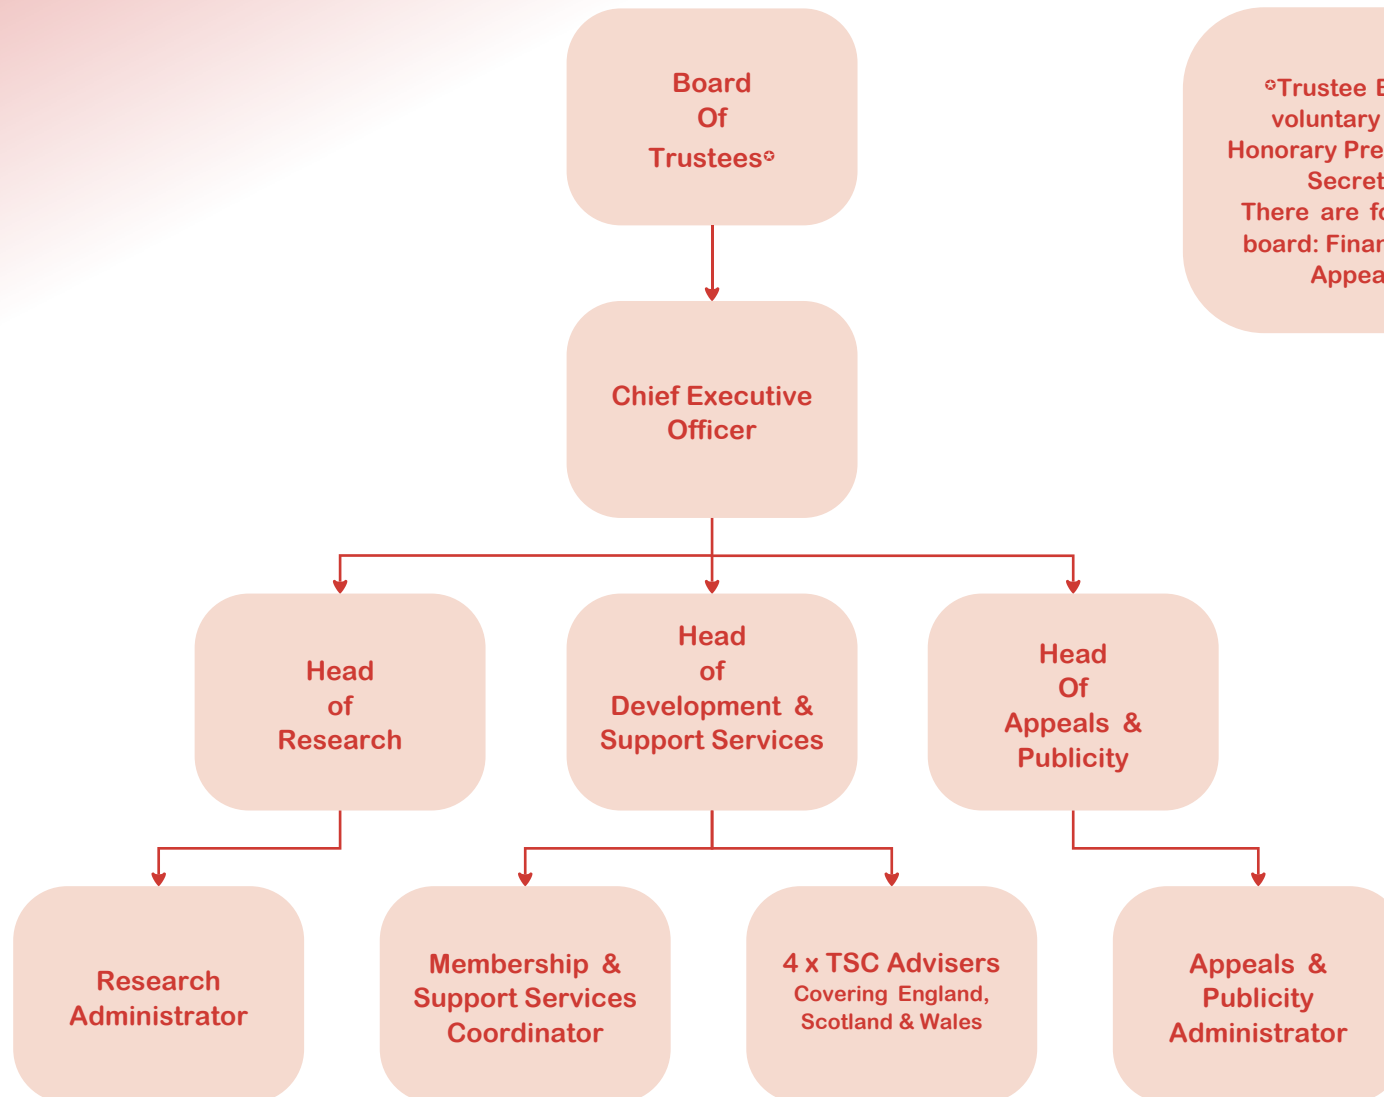 Board
Of
Trustees✪
✪Trustee
voluntary
Honorary
There are
board:
Chief Executive
Officer
Head
of
Research
Head
of
Development &
Support Services
Head
Of
Appeals &
Publicity
Research
Administrator
Membership &
Support Services
Coordinator
4 x TSC Advisers
Covering England,
Scotland & Wales
Appeals &
Publicity
Administrator